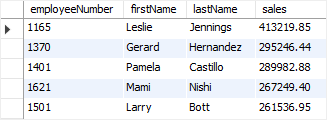 employeeNumber firstName lastName sales
1165 Leslie Jennings 413219.85
1370 Gerard Hernandez 295246.44
1401 Pamela Castillo 289982.88
1621 Mami Nishi 267249.40
1501 Larry Bott 261536.95